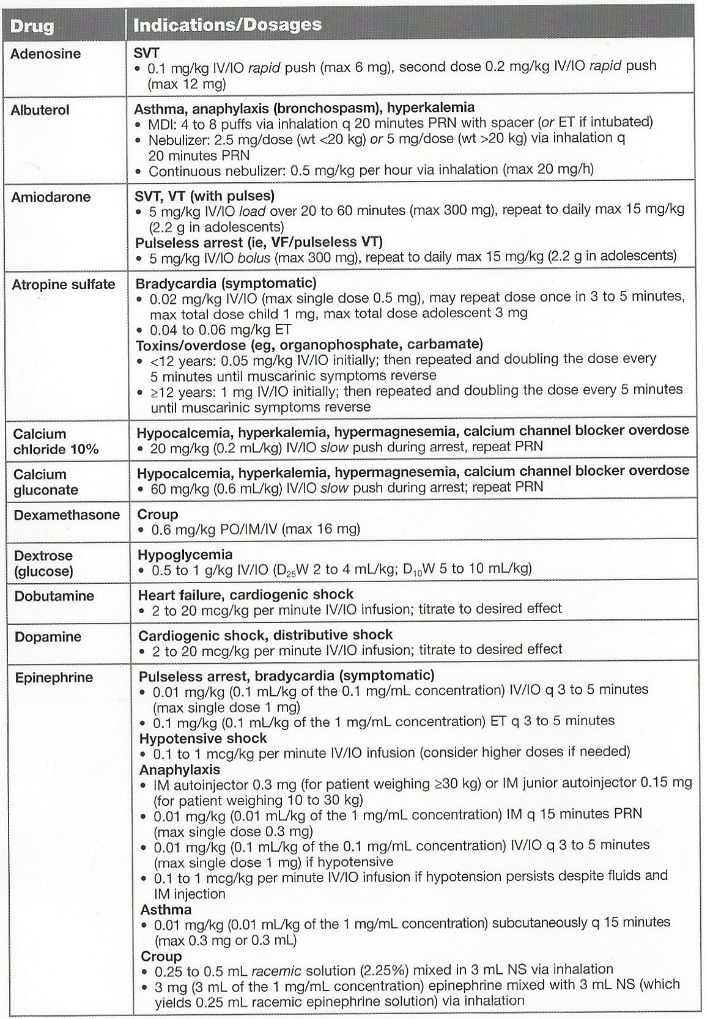 Drug Indications/Dosages
Adenosine SVT
• 0.1 mg/kg IV/IO rapid push (max 6 mg), second dose 0.2 mg/kg IV/IO rapid push
(max 12 mg)
Albuterol Asthma, anaphylaxis (bronchospasm), hyperkalemia
• MDI: 4 to 8 puffs via inhalation q 20 minutes PRN with spacer (or ET if intubated)
• Nebulizer: 2.5 mg/dose (wt <20 kg) or 5 mg/dose (wt >20 kg) via inhalation q
20 minutes PRN
• Continuous nebulizer: 0.5 mg/kg per hour via inhalation (max 20 mg/h)
Amiodarone SVT, VT (with pulses)
• 5 mg/kg IV/IO load over 20 to 60 minutes (max 300 mg), repeat to daily max 15 mg/kg
(2.2 g in adolescents)
Pulseless arrest (ie, VF/pulseless VT)
• 5 mg/kg IV/IO bolus (max 300 mg), repeat to daily max 15 mg/kg (2.2 g in adolescents)
Atropine sulfate Bradycardia (symptomatic)
• 0.02 mg/kg IV/IO (max single dose 0.5 mg), may repeat dose once in 3 to 5 minutes,
max total dose child 1 mg, max total dose adolescent 3 mg
• 0.04 to 0.06 mg/kg ET
Toxins/overdose (eg, organophosphate, carbamate)
• <12 years: 0.05 mg/kg IV/IO initially; then repeated and doubling the dose every
5 minutes until muscarinic symptoms reverse
• ≥12 years: 1 mg IV/IO initially; then repeated and doubling the dose every 5 minutes
until muscarinic symptoms reverse
Calcium Hypocalcemia, hyperkalemia, hypermagnesemia, calcium channel blocker overdose
chloride 10% • 20 mg/kg (0.2 mL/kg) IV/IO slow push during arrest, repeat PRN
Calcium Hypocalcemia, hyperkalemia, hypermagnesemia, calcium channel blocker overdose
gluconate • 60 mg/kg (0.6 mL/kg) IV/IO slow push during arrest; repeat PRN
Dexamethasone Croup
• 0.6 mg/kg PO/IM/IV (max 16 mg)
Dextrose Hypoglycemia
(glucose) • 0.5 to 1 g/kg IV/IO (D25W 2 to 4 mL/kg; D10W 5 to 10 mL/kg)
Dobutamine Heart failure, cardiogenic shock
• 2 to 20 mcg/kg per minute IV/IO infusion; titrate to desired effect
Dopamine Cardiogenic shock, distributive shock
• 2 to 20 mcg/kg per minute IV/IO infusion; titrate to desired effect
Epinephrine Pulseless arrest, bradycardia (symptomatic)
• 0.01 mg/kg (0.1 mL/kg of the 0.1 mg/mL concentration) IV/IO q 3 to 5 minutes
(max single dose 1 mg)
• 0.1 mg/kg (0.1 mL/kg of the 1 mg/mL concentration) ET q 3 to 5 minutes
Hypotensive shock
• 0.1 to 1 mcg/kg per minute IV/IO infusion (consider higher doses if needed)
Anaphylaxis
• IM autoinjector 0.3 mg (for patient weighing ≥30 kg) or IM junior autoinjector 0.15 mg
(for patient weighing 10 to 30 kg)
• 0.01 mg/kg (0.01 mL/kg of the 1 mg/mL concentration) IM q 15 minutes PRN
(max single dose 0.3 mg)
• 0.01 mg/kg (0.1 mL/kg of the 0.1 mg/mL concentration) IV/IO q 3 to 5 minutes
(max single dose 1 mg) if hypotensive
• 0.1 to 1 mcg/kg per minute IV/IO infusion if hypotension persists despite fluids and
IM injection
Asthma
• 0.01 mg/kg (0.01 mL/kg of the 1 mg/mL concentration) subcutaneously q 15 minutes
(max 0.3 mg or 0.3 mL)
Croup
• 0.25 to 0.5 mL racemic solution (2.25%) mixed in 3 mL NS via inhalation
• 3 mg (3 mL of the 1 mg/mL concentration) epinephrine mixed with 3 mL NS (which
yields 0.25 mL racemic epinephrine solution) via inhalation